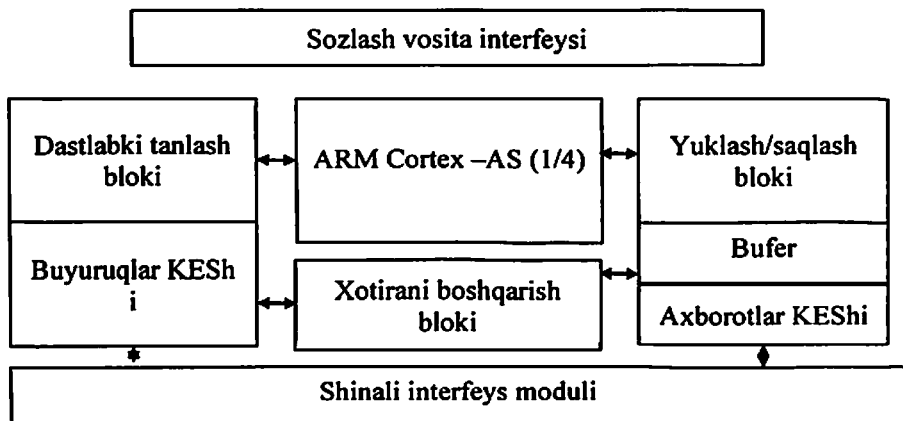 Sozlash vosita interfeysi
Dastlabki tanlash
bloki
ARM Cortex –AS (1/4)
Yuklash/saqlash
bloki
Buyuruqlar KESh
i
Xotirani boshqarish
bloki
Bufer
Axborotlar KEShi
Shinali interfeys moduli